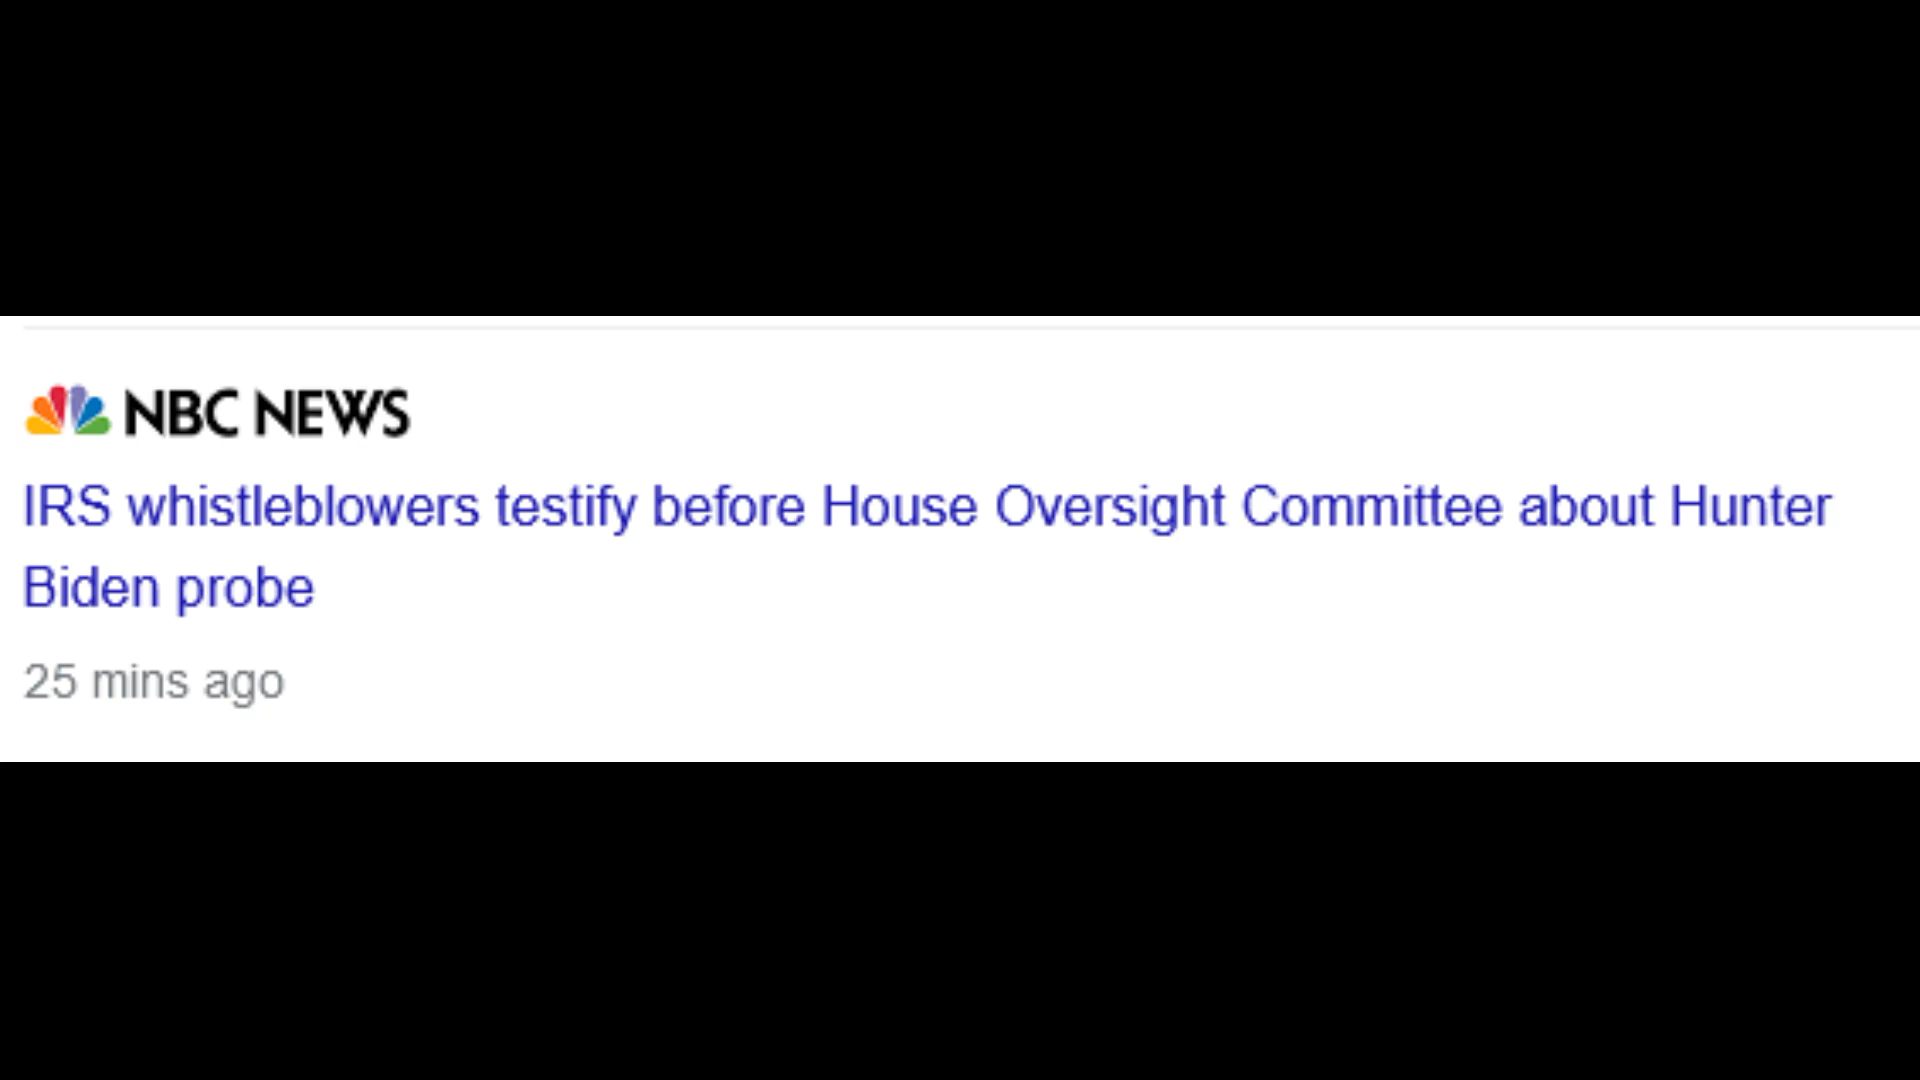 NBC NEWS
IRS whistleblowers testify before House Oversight Committee about Hunter
Biden probe
25 mins ago